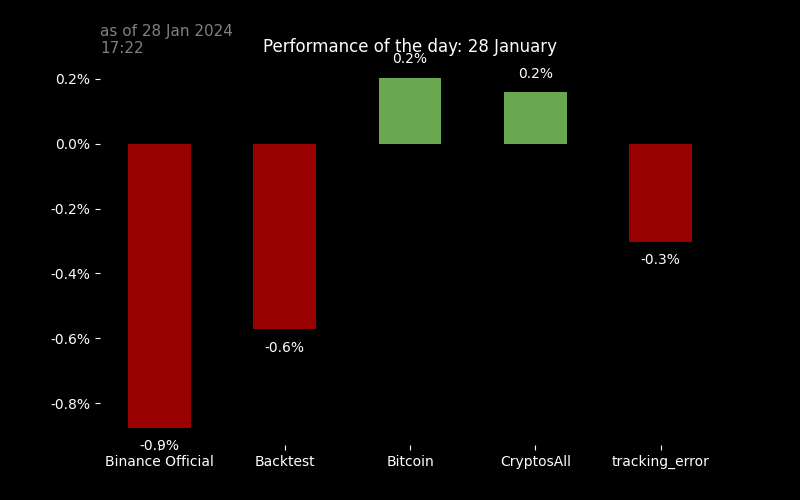 as of 28 Jan 2024
17:22
Performance of the day: 28 January
0.2%
0.2%
0.2%
0.0%
-0.2%
-0.3%
-0.4%
-0.6%
-0.6%
-0.8%
-0.9%
Binance Official
Backtest
Bitcoin
CryptosAll
tracking_error